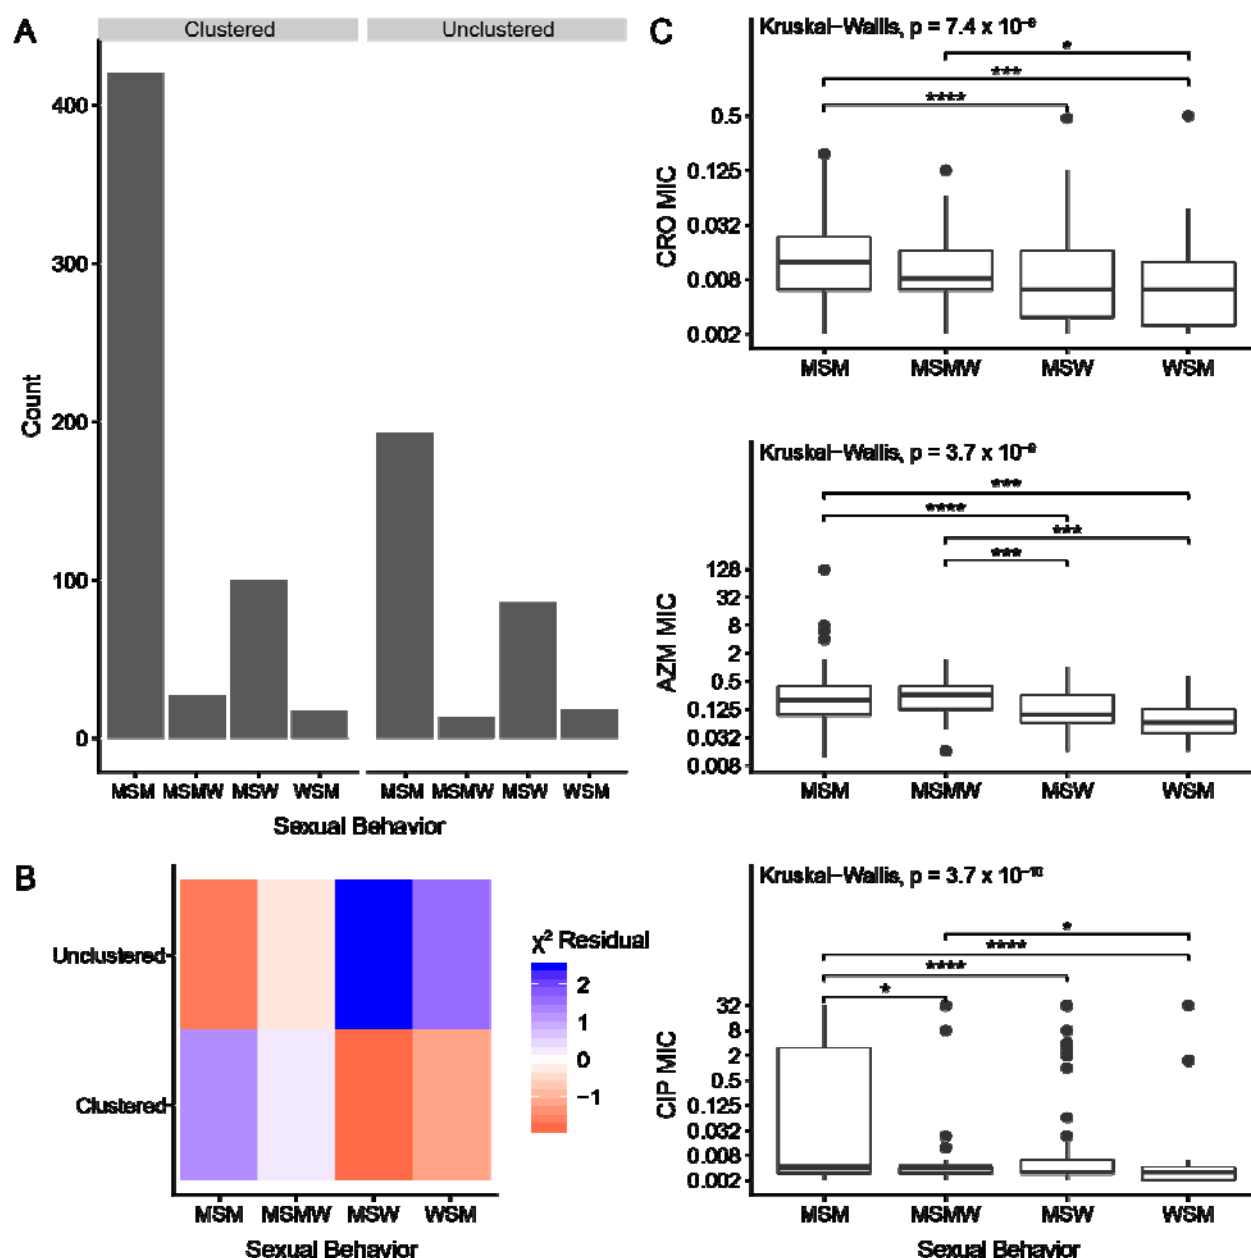 A
Clustered
Unclustered
400
300
200
100
0
Count
MSM MSMW MSW WSM
MSM MSMW MSW WSM
Sexual Behavior
B
Unclustered
Clustered
MSM MSMW MSW WSM
Sexual Behavior
χ² Residual
2
1
0
−1
C
Kruskal−Wallis, p = 7.4 x 10⁻⁸
*
***
****
0.5
0.125
0.032
0.008
0.002
CRO MIC
MSM MSMW MSW WSM
Kruskal−Wallis, p = 3.7 x 10⁻⁹
***
****
***
***
128
32
8
2
0.5
0.125
0.032
0.008
AZM MIC
MSM MSMW MSW WSM
Kruskal−Wallis, p = 3.7 x 10⁻¹⁰
*
****
****
*
32
8
2
0.5
0.125
0.032
0.008
0.002
CIP MIC
MSM MSMW MSW WSM
Sexual Behavior